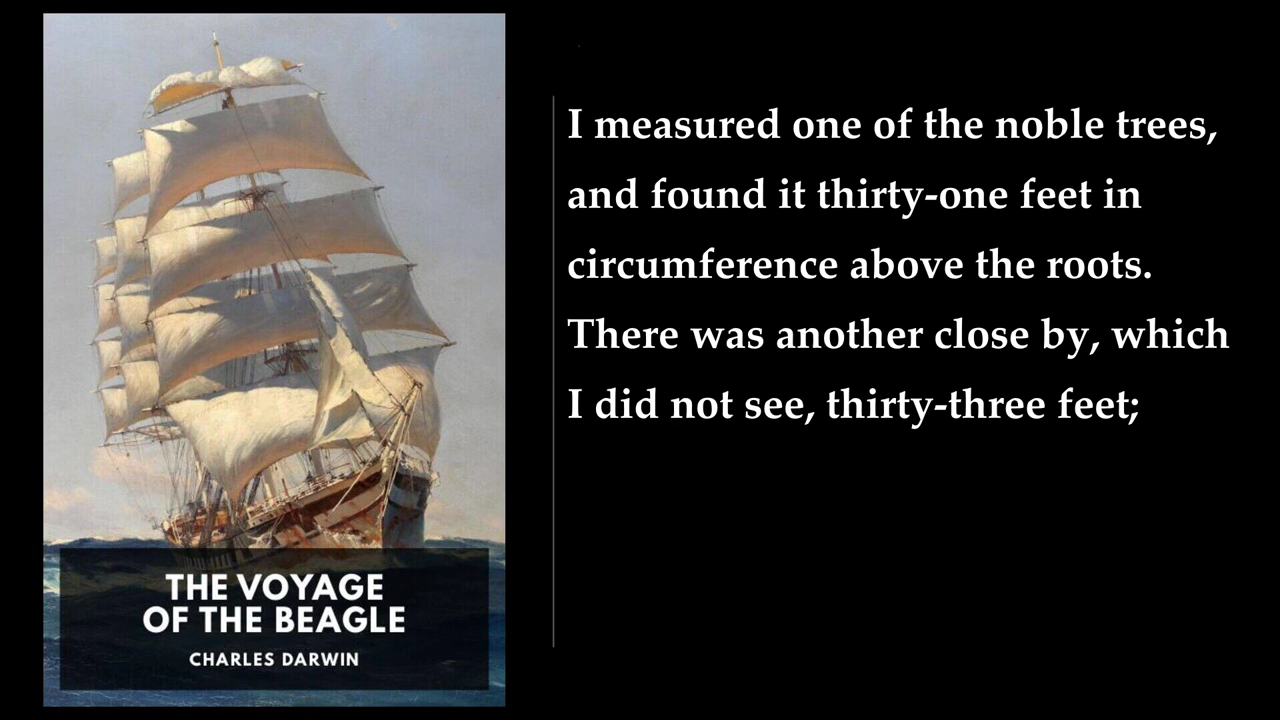 THE VOYAGE
OF THE BEAGLE
CHARLES DARWIN
I measured one of the noble trees,
and found it thirty-one feet in
circumference above the roots.
There was another close by, which
I did not see, thirty-three feet;